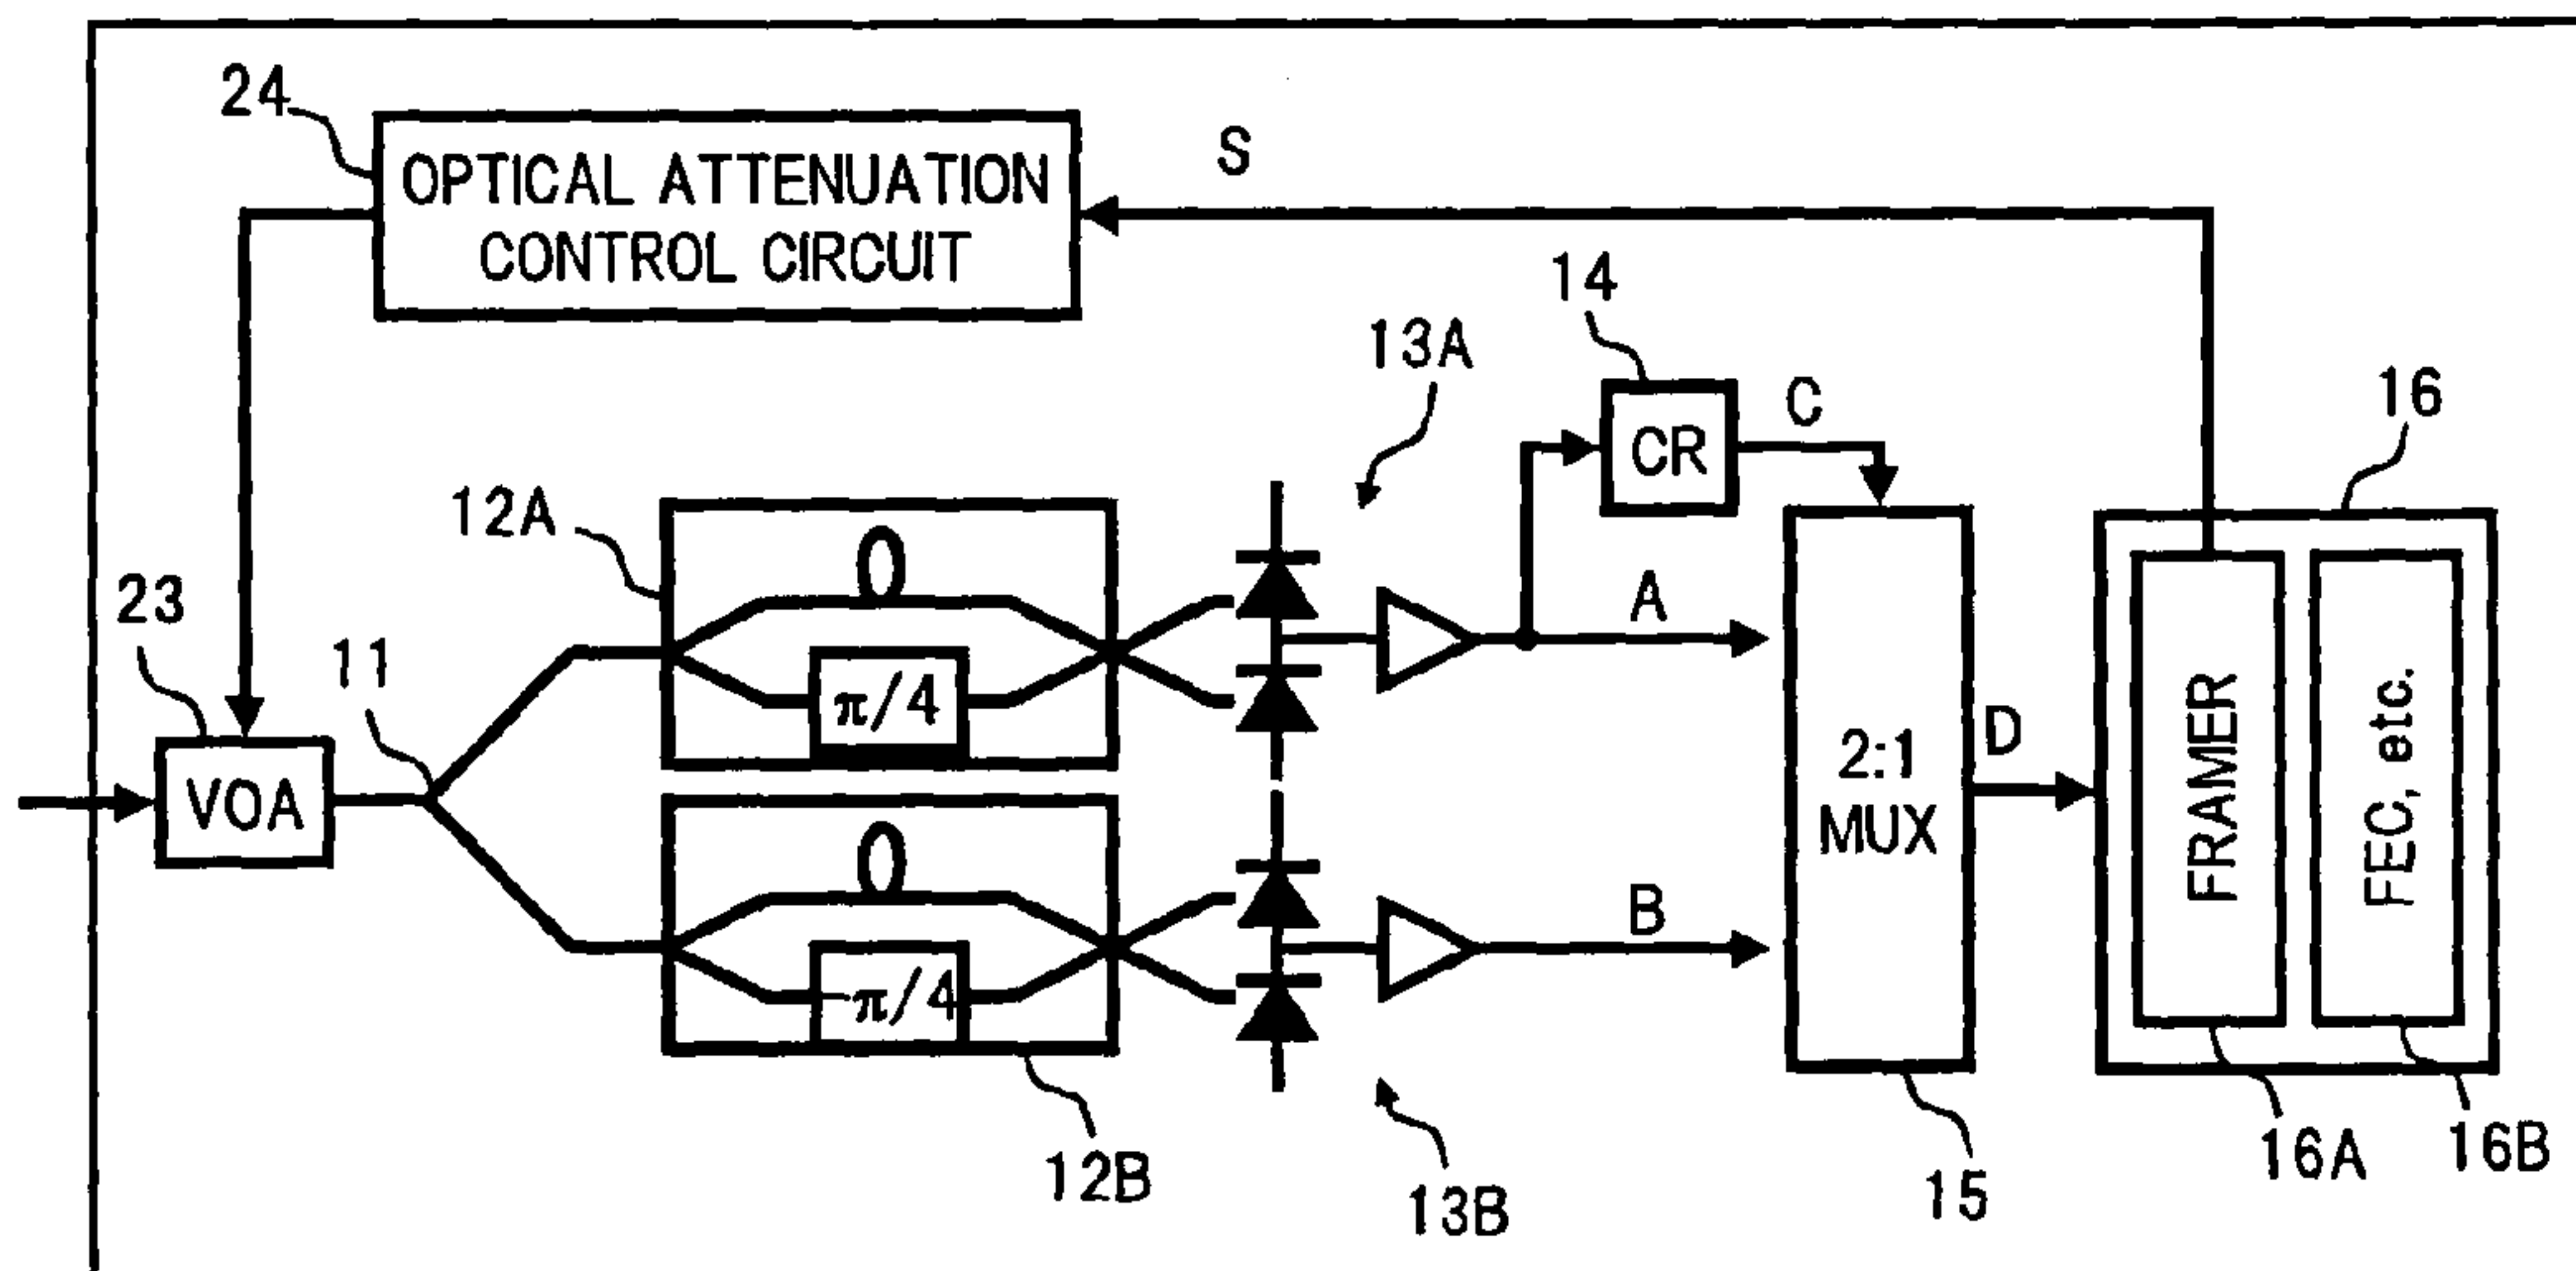 24
OPTICAL ATTENUATION
CONTROL CIRCUIT
S
14
13A
CR
C
16
12A
23
11
π/4
A
VOA
2:1
MUX
D
FRAMER
FEC, etc.
-π/4
B
12B
13B
15
16A
16B